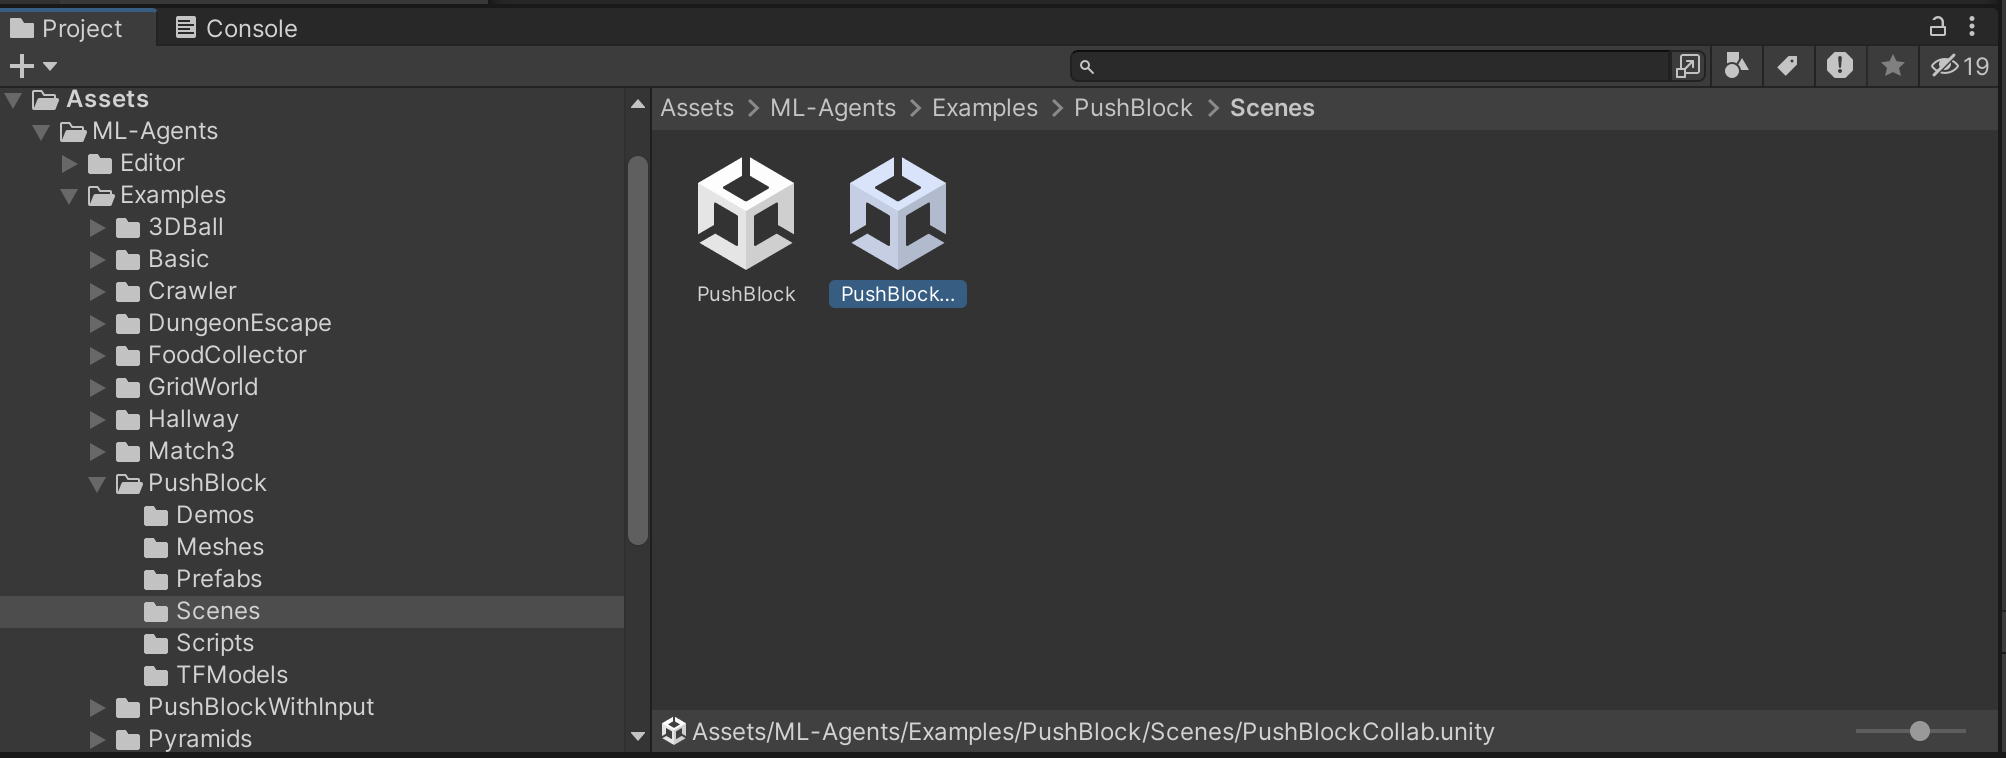 Project
Console
19
Assets
ML-Agents
Editor
Examples
3DBall
Basic
Crawler
DungeonEscape
FoodCollector
GridWorld
Hallway
Match3
PushBlock
Demos
Meshes
Prefabs
Scenes
Scripts
TFModels
PushBlockWithInput
Pyramids
Assets > ML-Agents > Examples > PushBlock > Scenes
PushBlock
PushBlock...
Assets/ML-Agents/Examples/PushBlock/Scenes/PushBlockCollab.unity